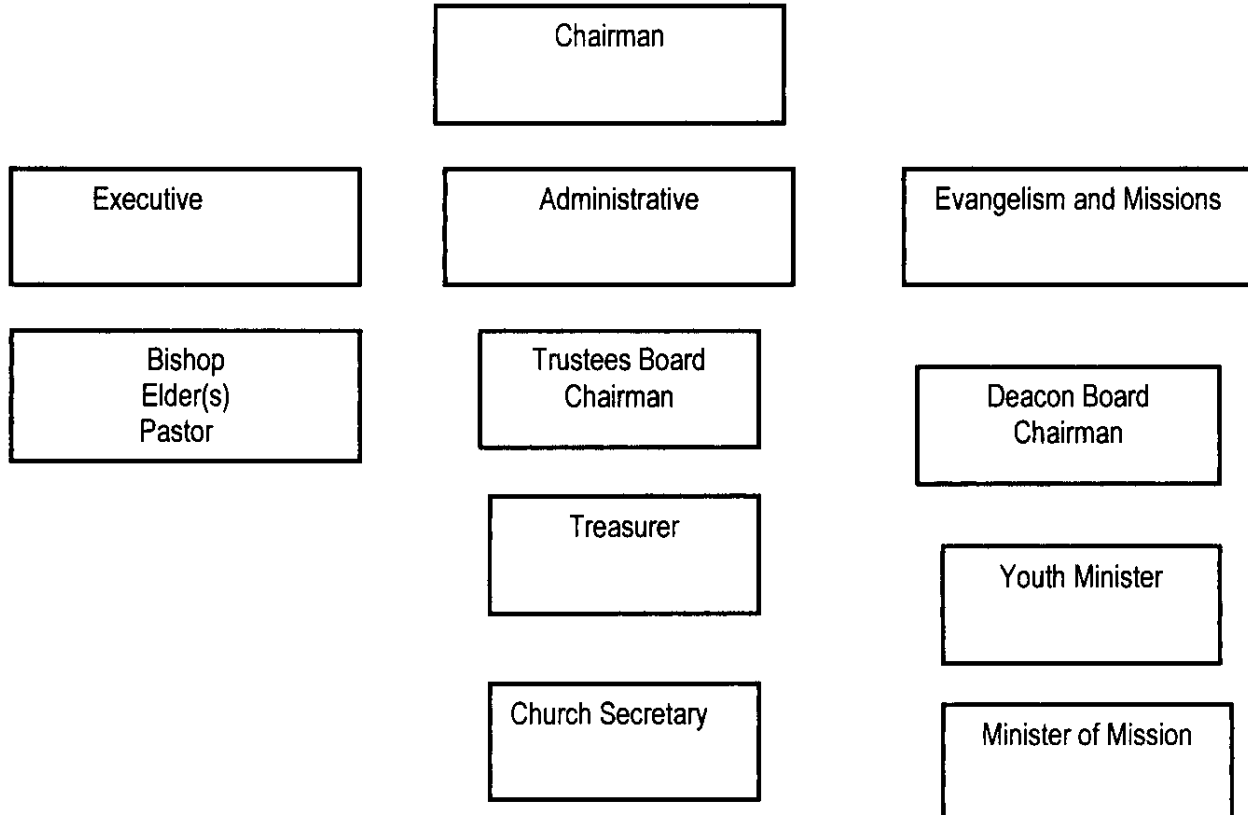 Chairman
Executive
Administrative
Evangelism and Missions
Bishop
Elder(s)
Pastor
Trustees Board
Chairman
Deacon Board
Chairman
Treasurer
Youth Minister
Church Secretary
Minister of Mission